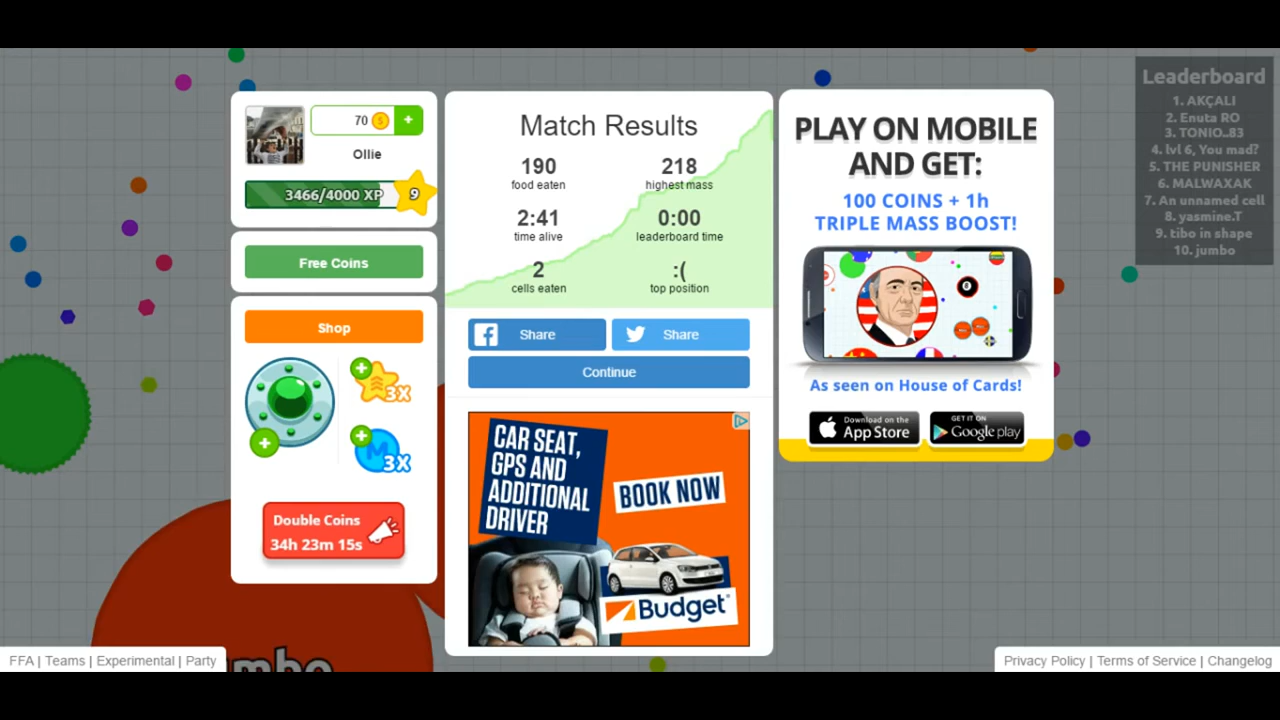 70
+
Ollie
3466/4000 XP
9
Free Coins
Shop
3X
M
3X
Double Coins
34h 23m 15s
Match Results
190
food eaten
218
highest mass
2:41
time alive
0:00
leaderboard time
2
cells eaten
:(
top position
Share
Share
Continue
CAR SEAT,
GPS AND
ADDITIONAL
DRIVER
BOOK NOW
Budget
PLAY ON MOBILE
AND GET:
100 COINS + 1h
TRIPLE MASS BOOST!
As seen on House of Cards!
Download on the
App Store
GET IT ON
Google play
Leaderboard
1. AKÇALI
2. Enuta RO
3. TONIO..83
4. lvl 6, You mad?
5. THE PUNISHER
6. MALWAXAK
7. An unnamed cell
8. yasmine.T
9. tibo in shape
10. jumbo
FFA | Teams | Experimental | Party
Privacy Policy | Terms of Service | Changelog